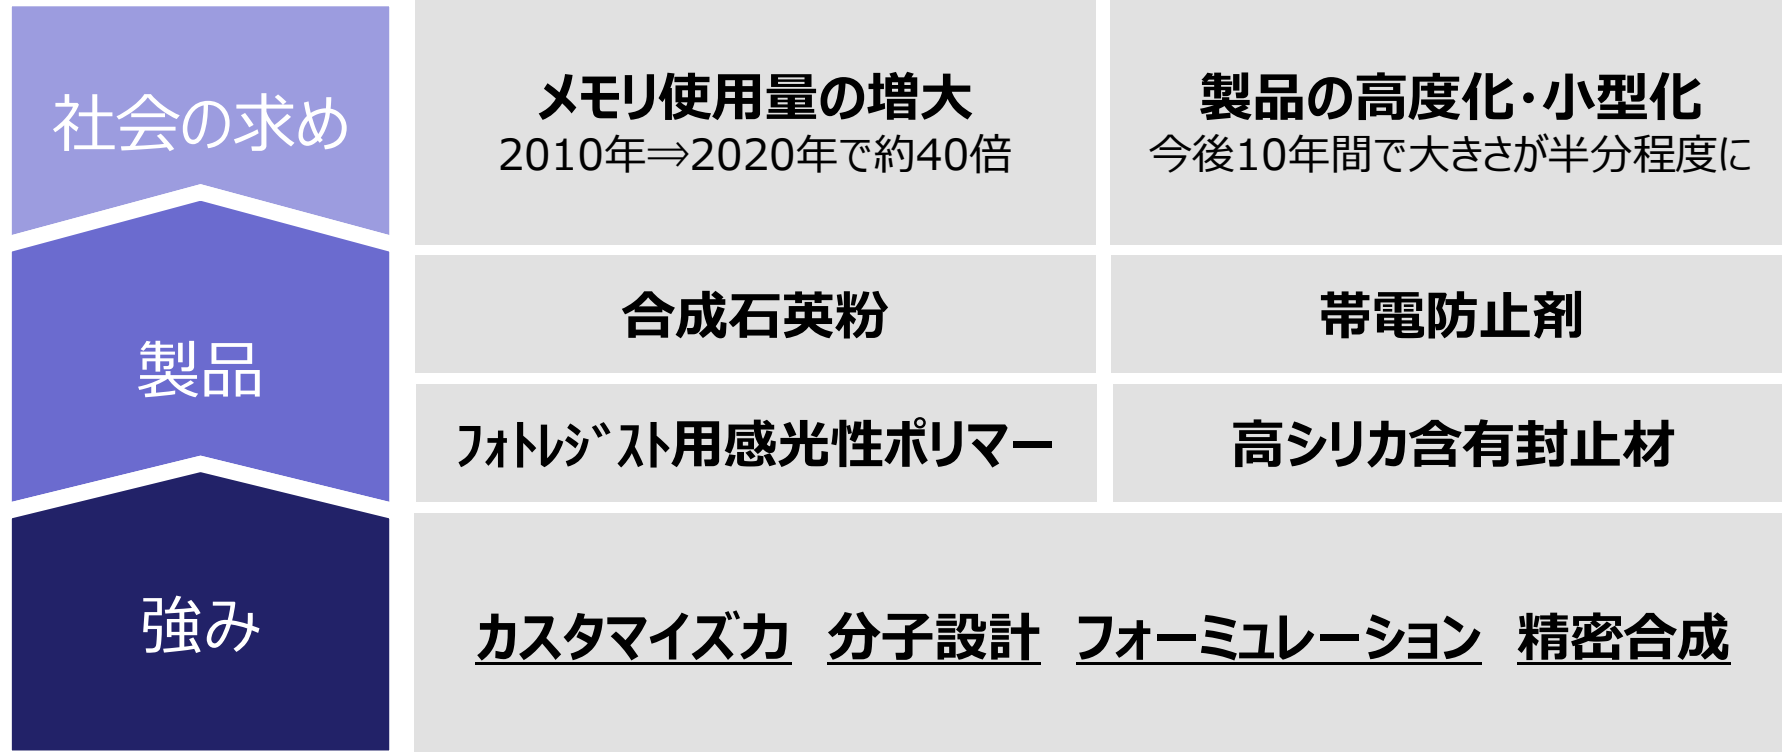 社会の求め
メモリ使用量の増大
2010年⇒2020年で約40倍
製品の高度化・小型化
今後10年間で大きさが半分程度に
製品
合成石英粉
帯電防止剤
ﾌｫﾄﾚｼﾞｽﾄ用感光性ポリマー
高シリカ含有封止材
強み
カスタマイズ力 分子設計 フォーミュレーション 精密合成